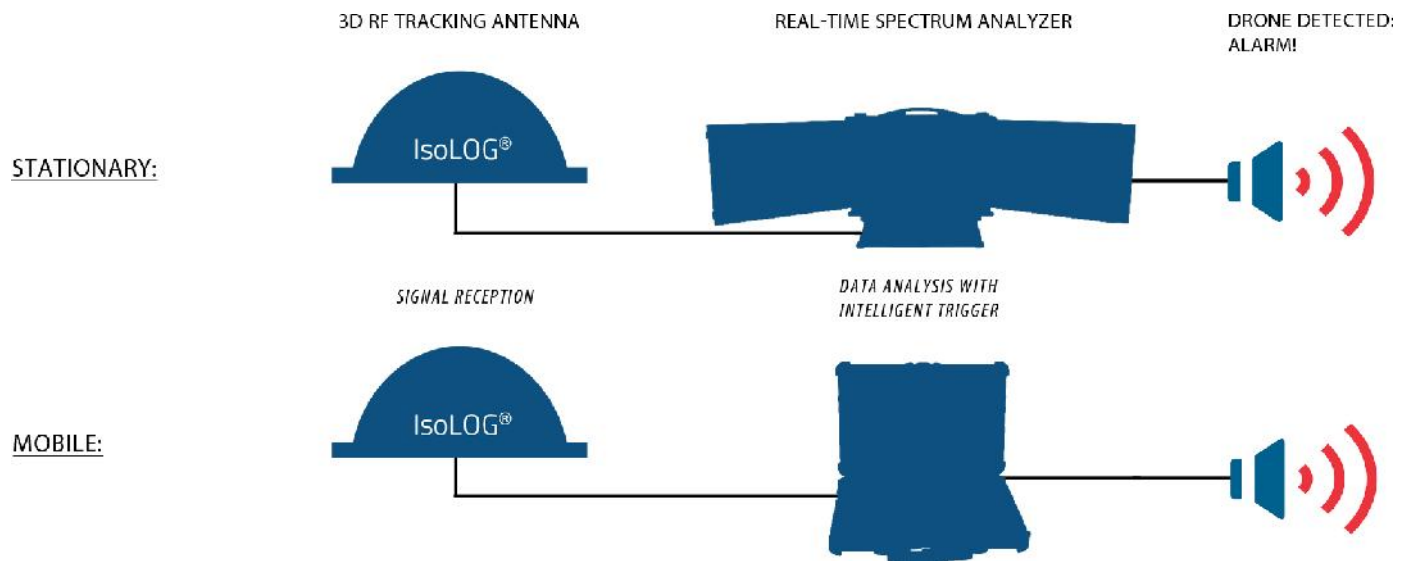 3D RF TRACKING ANTENNA
REAL-TIME SPECTRUM ANALYZER
DRONE DETECTED:
ALARM!
STATIONARY:
IsoLOG®
SIGNAL RECEPTION
DATA ANALYSIS WITH
INTELLIGENT TRIGGER
MOBILE:
IsoLOG®